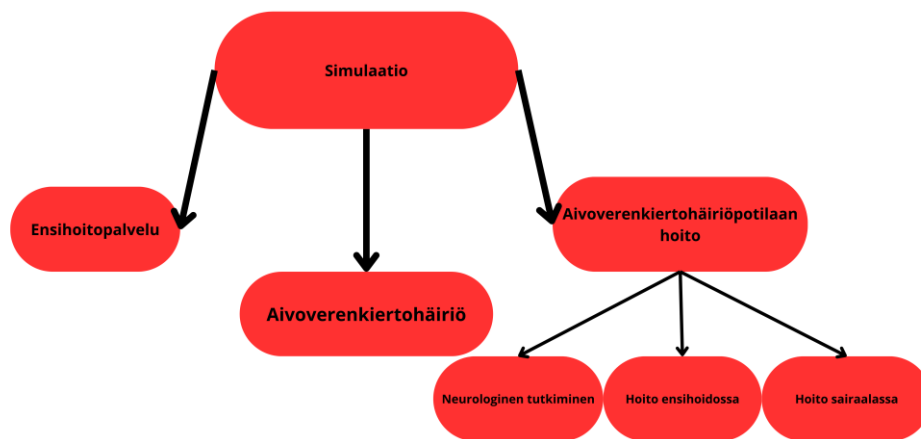 Simulaatio
Ensihoitopalvelu
Aivoverenkiertohäiriöpotilaan
hoito
Aivoverenkiertohäiriö
Neurologinen tutkiminen
Hoito ensihoidossa
Hoito sairaalassa